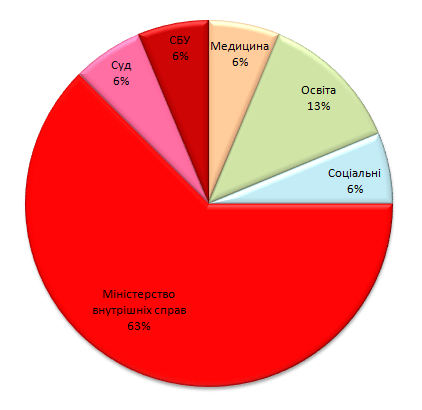 СБУ
6%
Медицина
6%
Суд
6%
Освіта
13%
Соціальні
6%
Міністерство
внутрішніх справ
63%